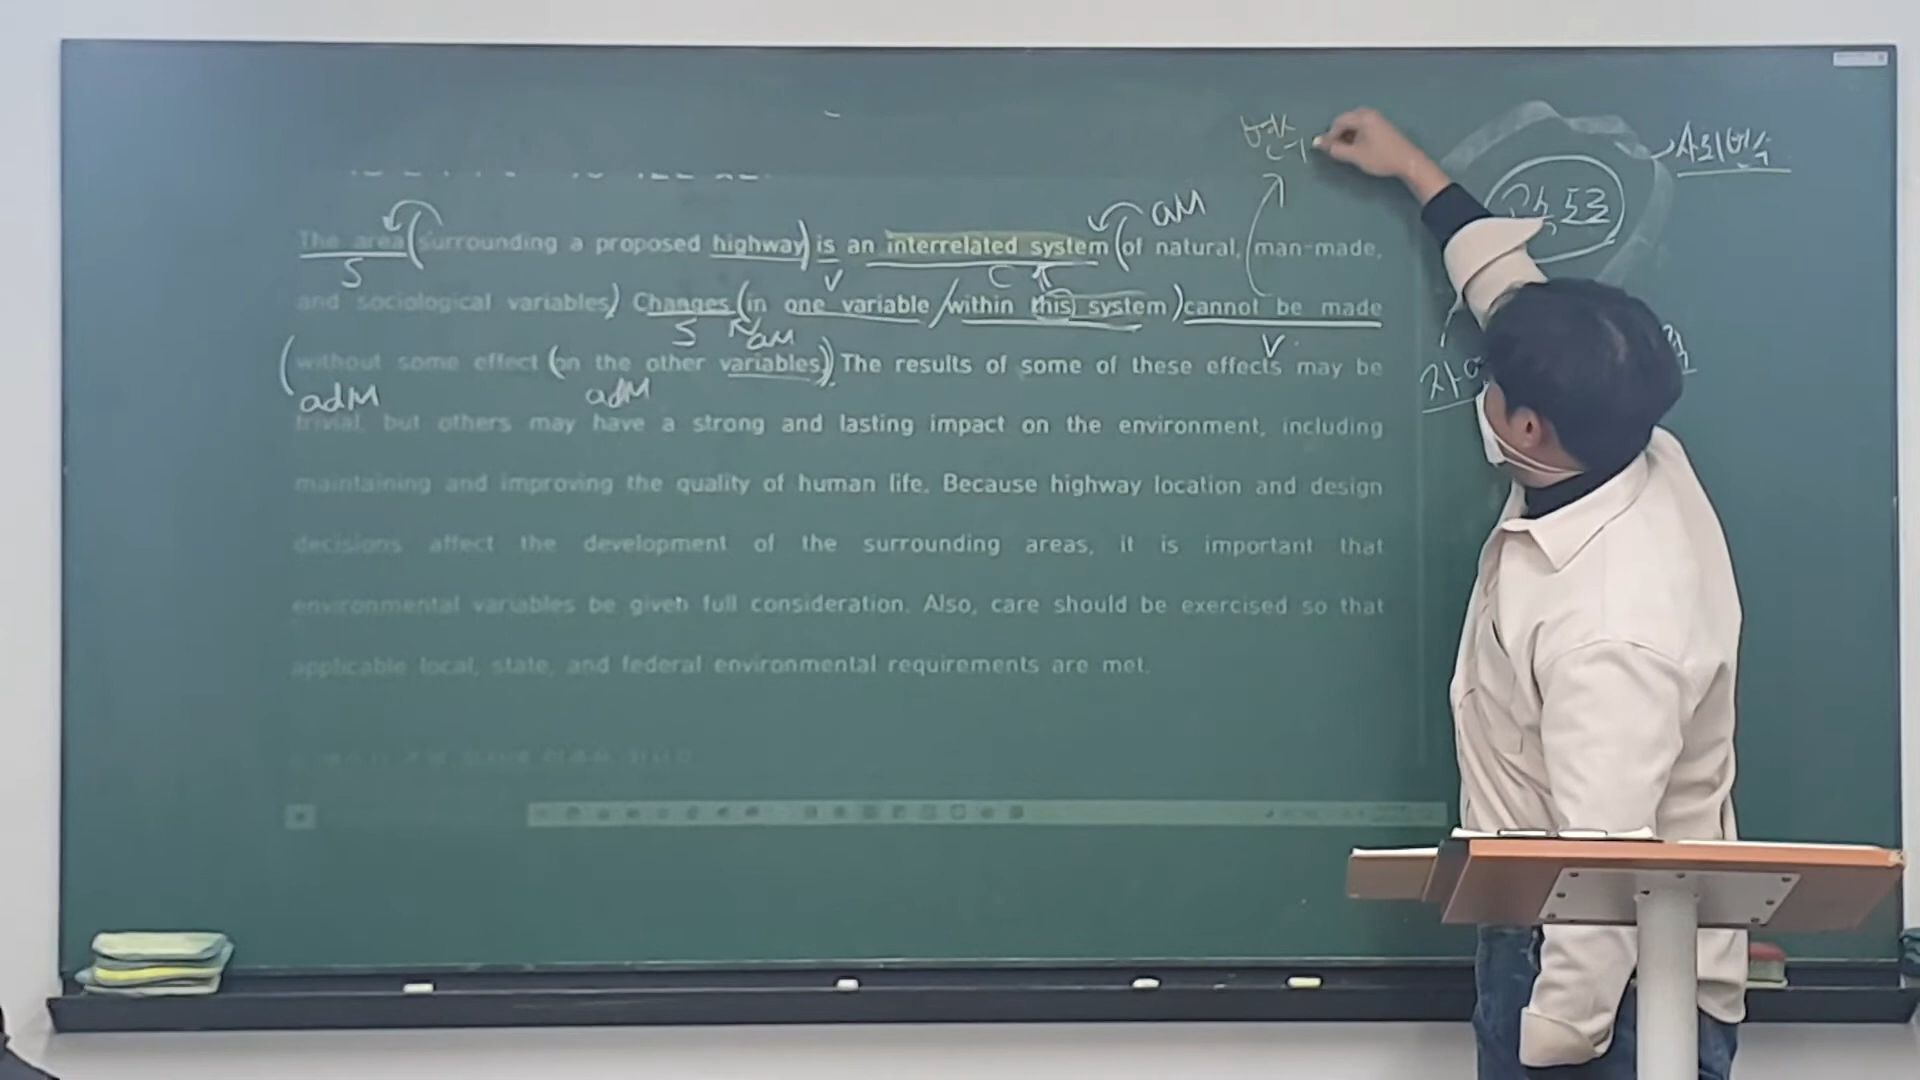 변수
사회변수
고속도로
aM
The area (surrounding a proposed highway) is an interrelated system (of natural, man-made,
S V C
and sociological variables) Changes (in one variable / within this system) cannot be made
S aM V
(without some effect (on the other variables)) The results of some of these effects may be
adM adM
trivial, but others may have a strong and lasting impact on the environment, including
maintaining and improving the quality of human life. Because highway location and design
decisions affect the development of the surrounding areas, it is important that
environmental variables be given full consideration. Also, care should be exercised so that
applicable local, state, and federal environmental requirements are met.